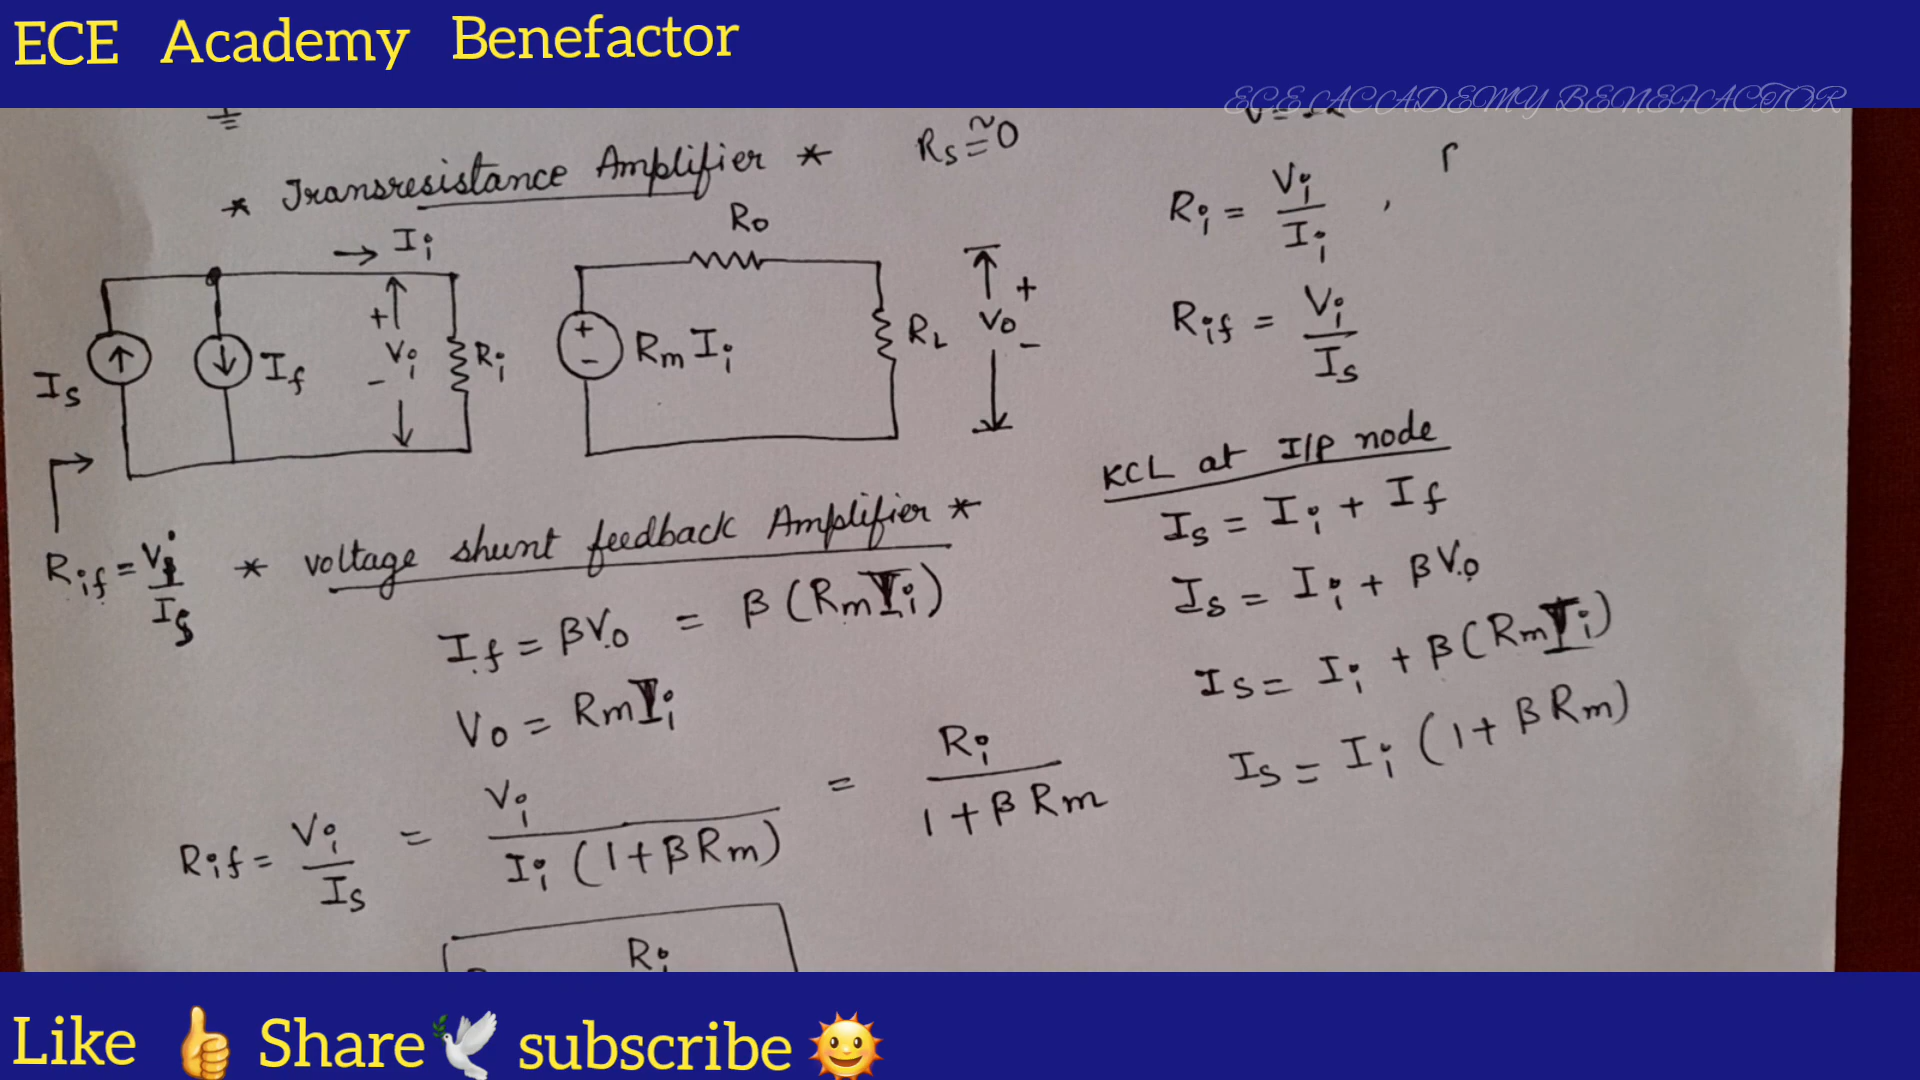 ECE Academy Benefactor
ECE ACCADEMY BENEFACTOR
* Transresistance Amplifier *
Rs ≅ 0
Ri = Vi / Ii ,
Rif = Vi / Is
→ Ii
Is
If
+ Vi -
Ri
Ro
+ -
Rm Ii
RL
+ Vo -
Rif = Vi / Is
* voltage shunt feedback Amplifier *
If = βVo = β(RmIi)
Vo = RmIi
Rif = Vi / Is = Vi / Ii (1+βRm) = Ri / 1+βRm
KCL at I/P node
Is = Ii + If
Is = Ii + βVo
Is = Ii + β(RmIi)
Is = Ii (1+βRm)
Ri
Like 👍 Share 🕊 subscribe 🌞